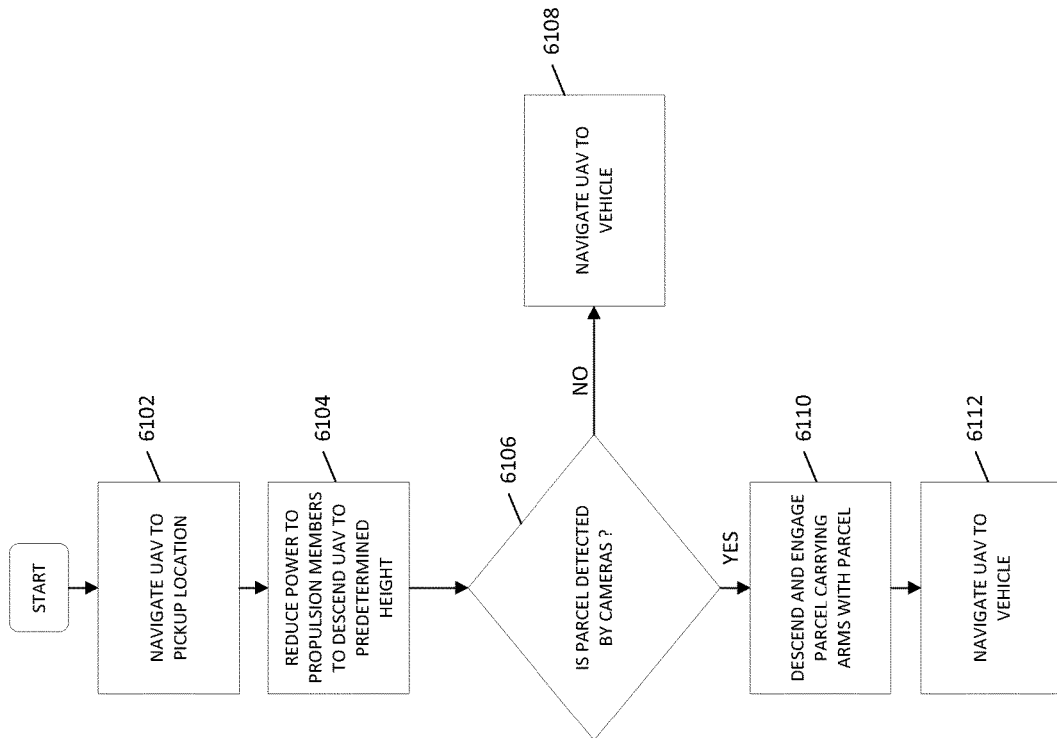 START
6102
NAVIGATE UAV TO
PICKUP LOCATION
6104
REDUCE POWER TO
PROPULSION MEMBERS
TO DESCEND UAV TO
PREDETERMINED
HEIGHT
6106
IS PARCEL DETECTED
BY CAMERAS ?
NO
6108
NAVIGATE UAV TO
VEHICLE
YES
6110
DESCEND AND ENGAGE
PARCEL CARRYING
ARMS WITH PARCEL
6112
NAVIGATE UAV TO
VEHICLE